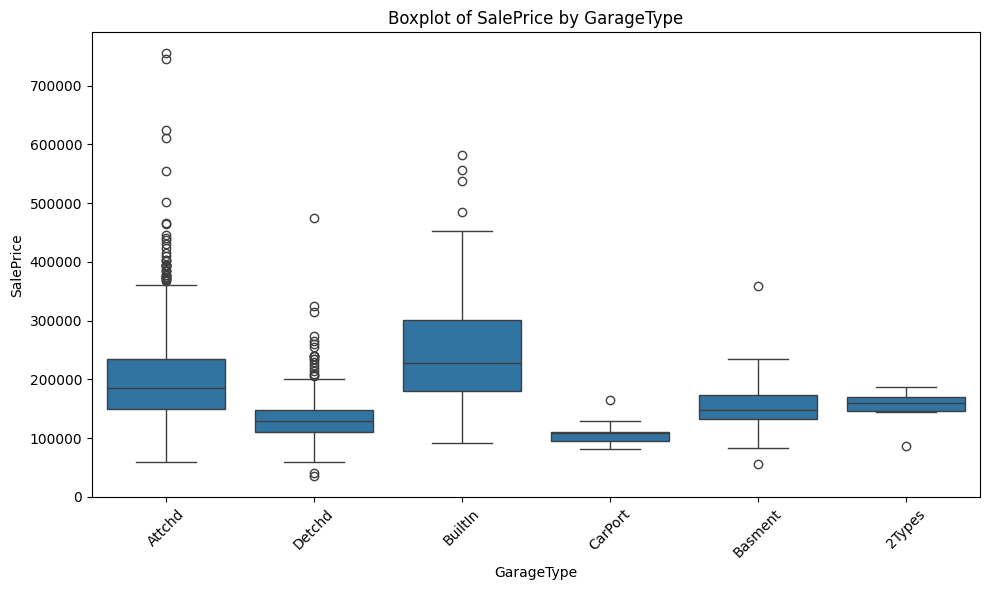 Boxplot of SalePrice by GarageType
SalePrice
700000
600000
500000
400000
300000
200000
100000
0
Attchd
Detchd
BuiltIn
CarPort
Basment
2Types
GarageType